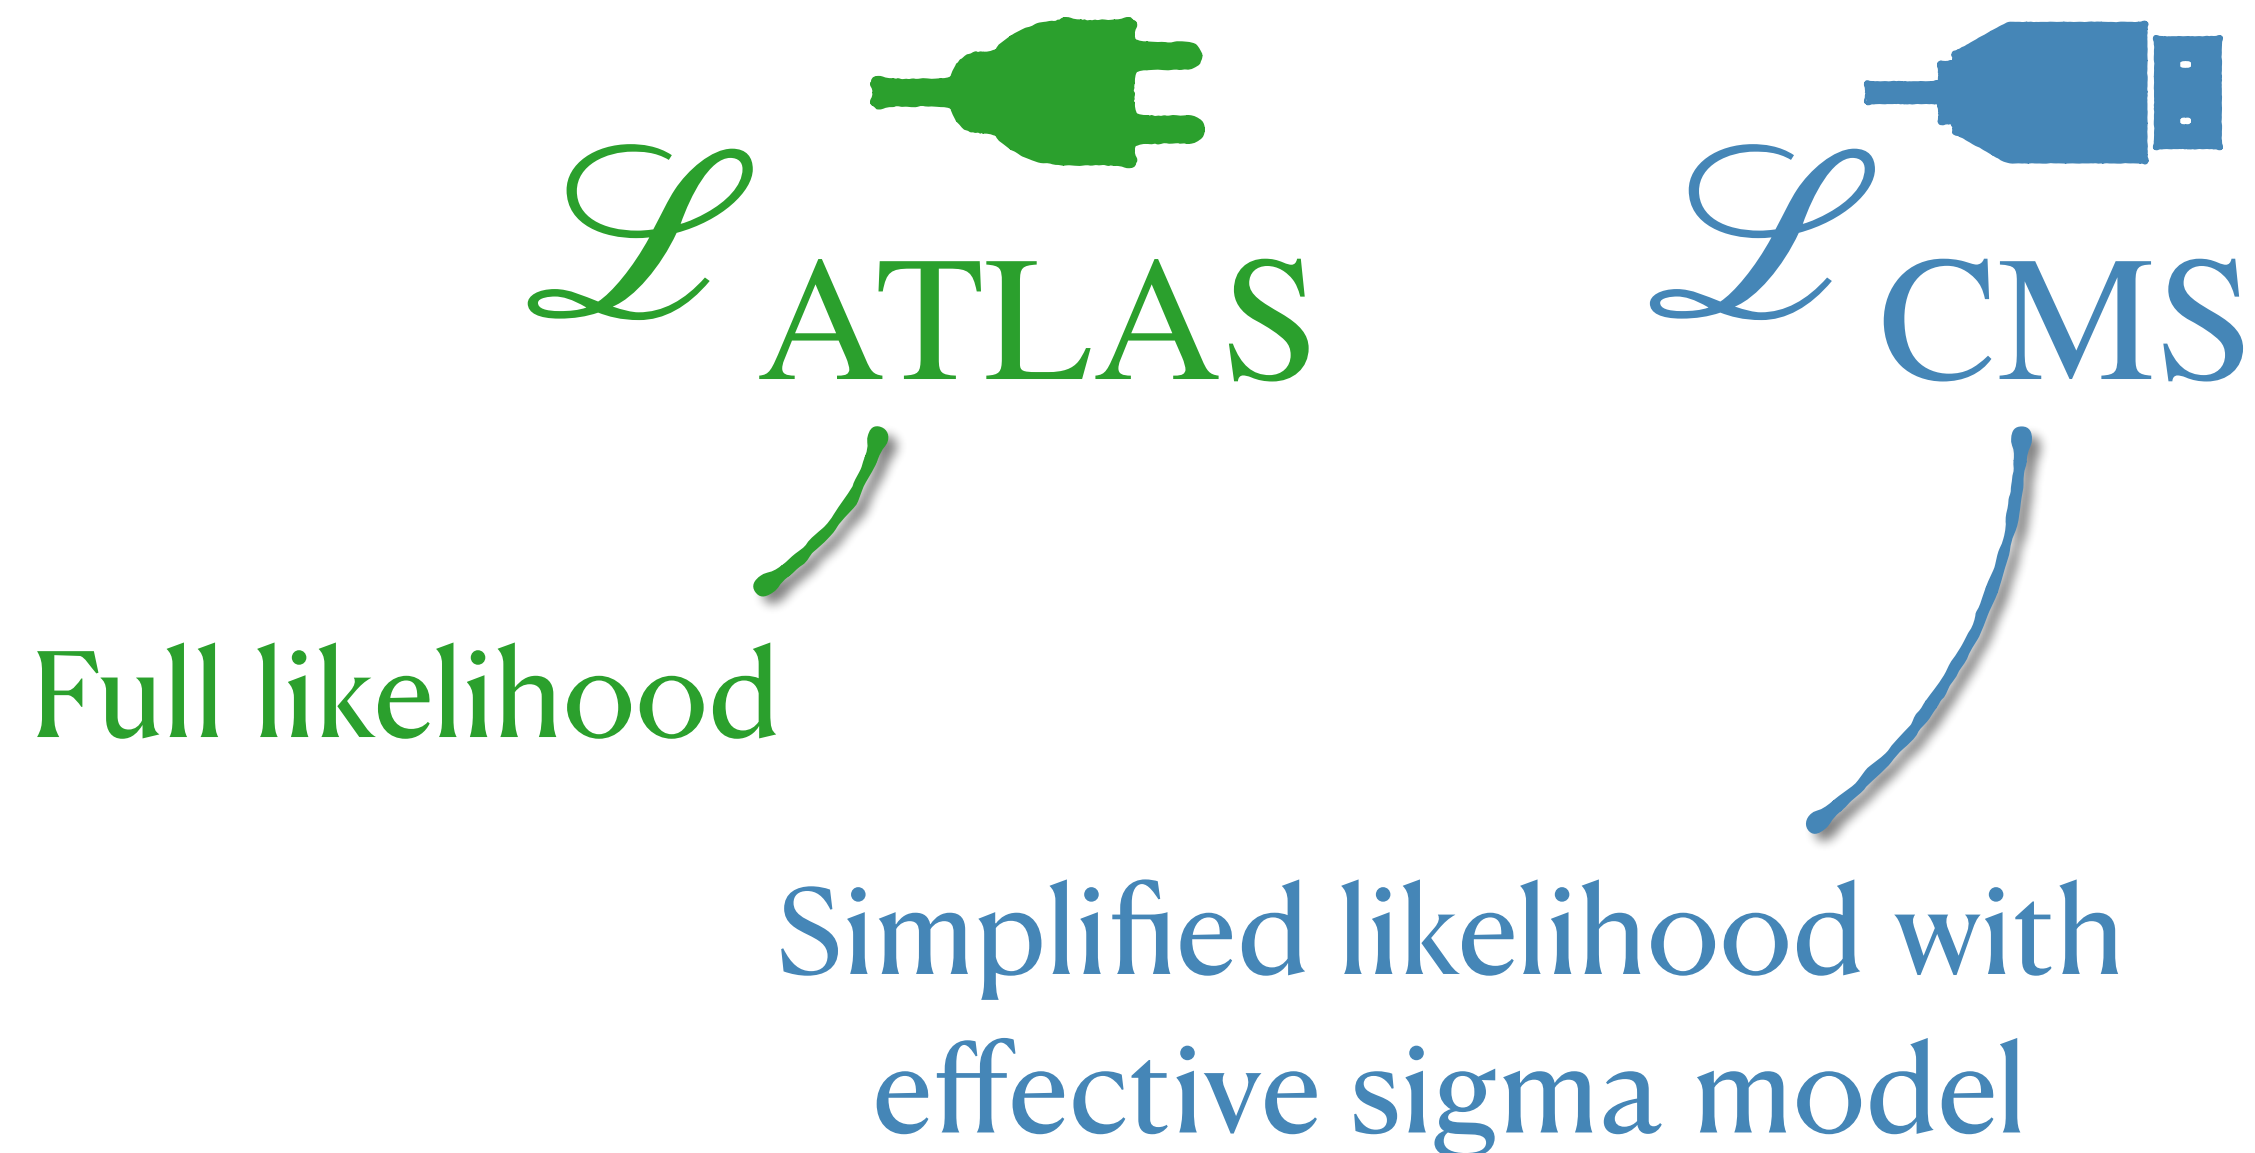 ℒ ATLAS ℒ CMS
Full likelihood
Simplified likelihood with
effective sigma model